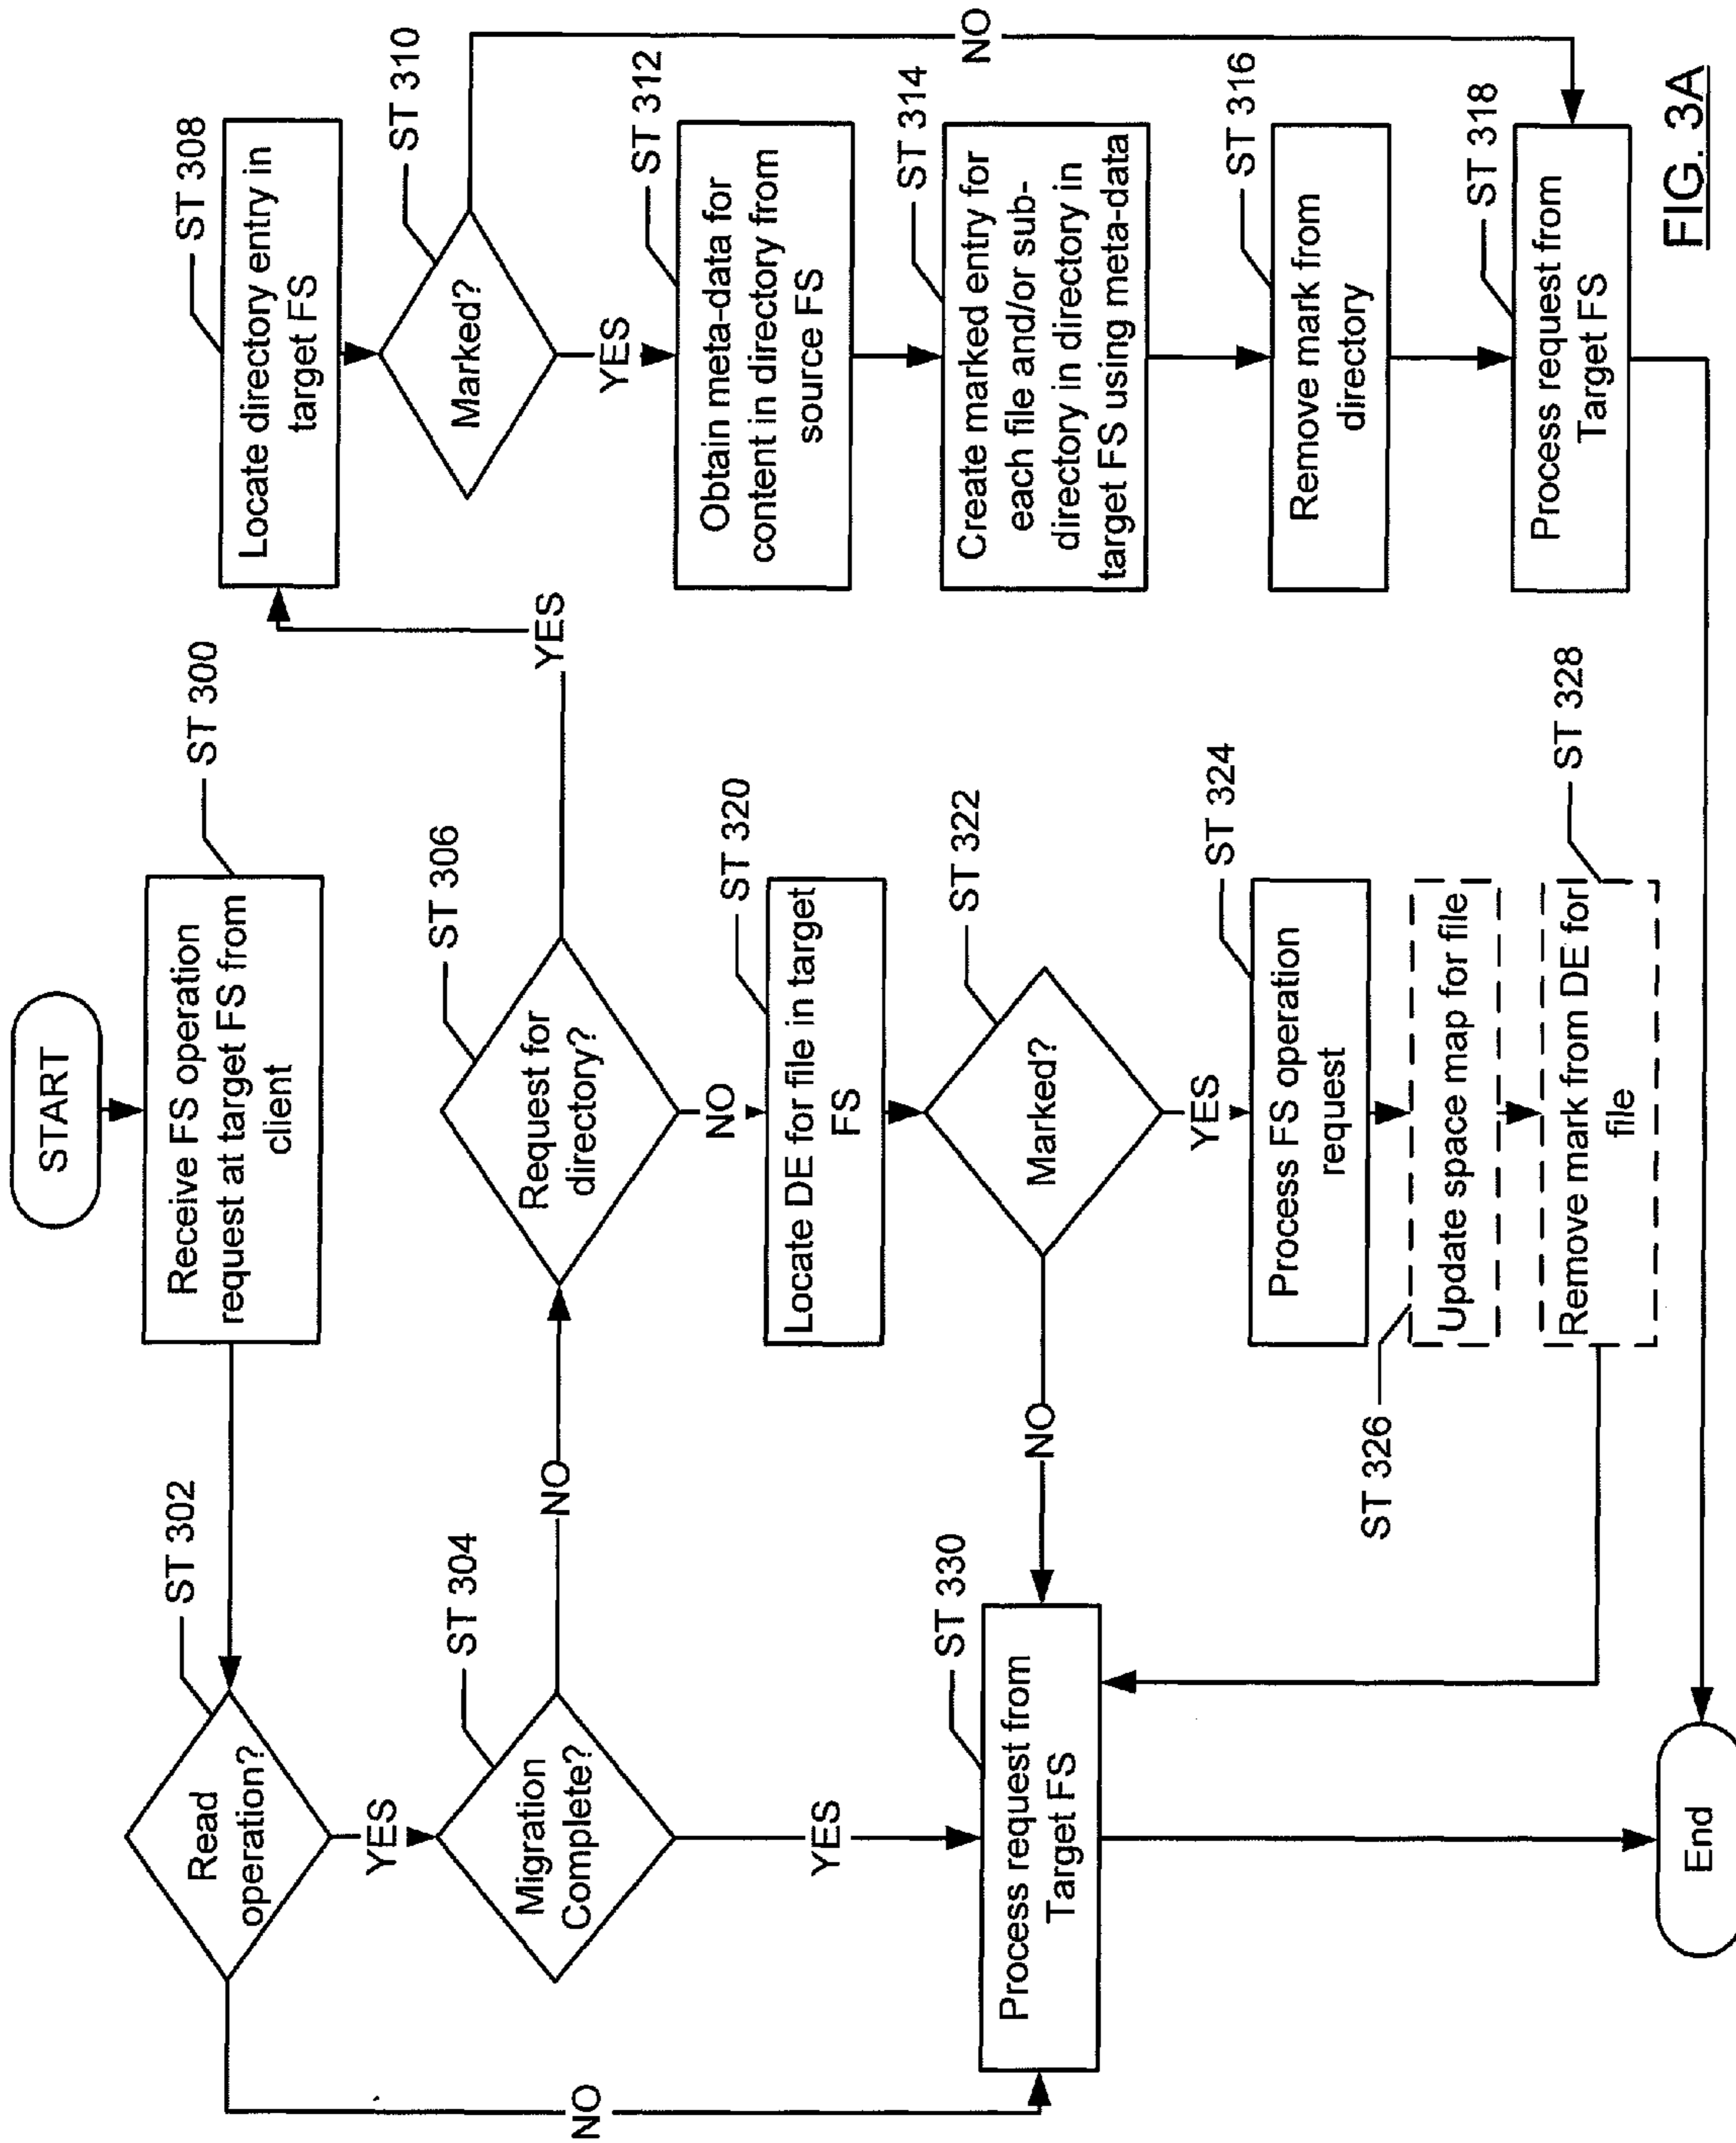 START
Receive FS operation
request at target FS from
client
ST 300
Read
operation?
ST 302
YES
NO
Migration
Complete?
ST 304
NO
YES
Request for
directory?
ST 306
YES
NO
Locate directory entry in
target FS
ST 308
Marked?
ST 310
NO
YES
Obtain meta-data for
content in directory from
source FS
ST 312
Create marked entry for
each file and/or sub-
directory in directory in
target FS using meta-data
ST 314
Remove mark from
directory
ST 316
Process request from
Target FS
ST 318
Locate DE for file in target
FS
ST 320
Marked?
ST 322
NO
YES
Process FS operation
request
ST 324
Update space map for file
ST 326
Remove mark from DE for
file
ST 328
Process request from
Target FS
ST 330
End
FIG. 3A